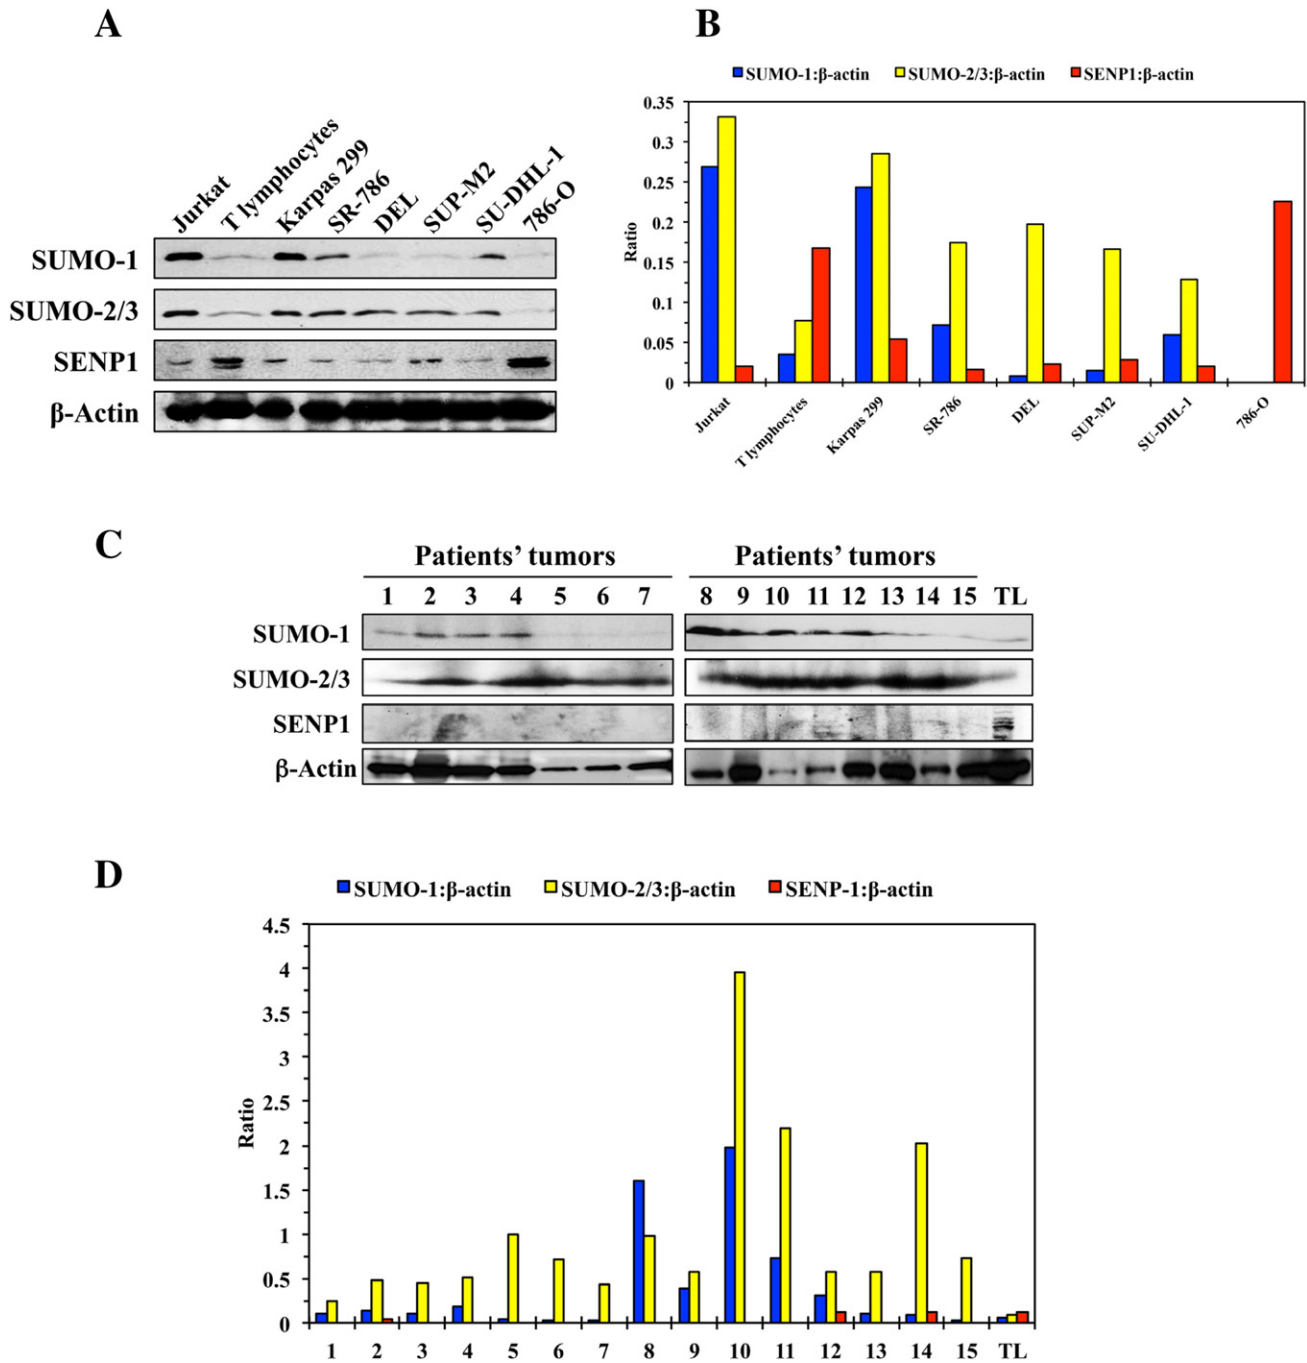 A
Jurkat T lymphocytes Karpas 299 SR-786 DEL SUP-M2 SU-DHL-1 786-O
SUMO-1
SUMO-2/3
SENP1
β-Actin
B
SUMO-1:β-actin SUMO-2/3:β-actin SENP1:β-actin
0.35
0.3
0.25
0.2
0.15
0.1
0.05
0
Ratio
Jurkat T lymphocytes Karpas 299 SR-786 DEL SUP-M2 SU-DHL-1 786-O
C
Patients’ tumors Patients’ tumors
1 2 3 4 5 6 7 8 9 10 11 12 13 14 15 TL
SUMO-1
SUMO-2/3
SENP1
β-Actin
D
SUMO-1:β-actin SUMO-2/3:β-actin SENP-1:β-actin
4.5
4
3.5
3
2.5
2
1.5
1
0.5
0
Ratio
1 2 3 4 5 6 7 8 9 10 11 12 13 14 15 TL